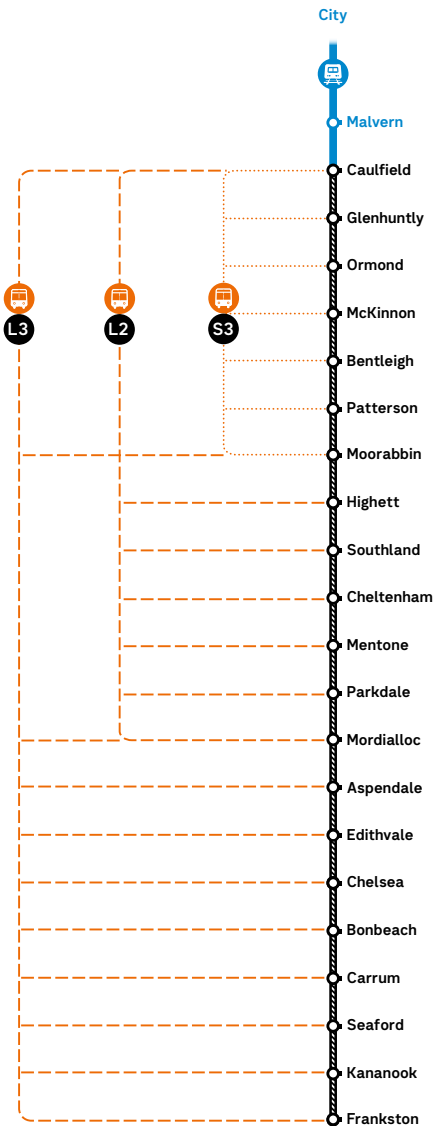 City
Malvern
Caulfield
Glenhuntly
Ormond
L3
L2
S3
McKinnon
Bentleigh
Patterson
Moorabbin
Highett
Southland
Cheltenham
Mentone
Parkdale
Mordialloc
Aspendale
Edithvale
Chelsea
Bonbeach
Carrum
Seaford
Kananook
Frankston